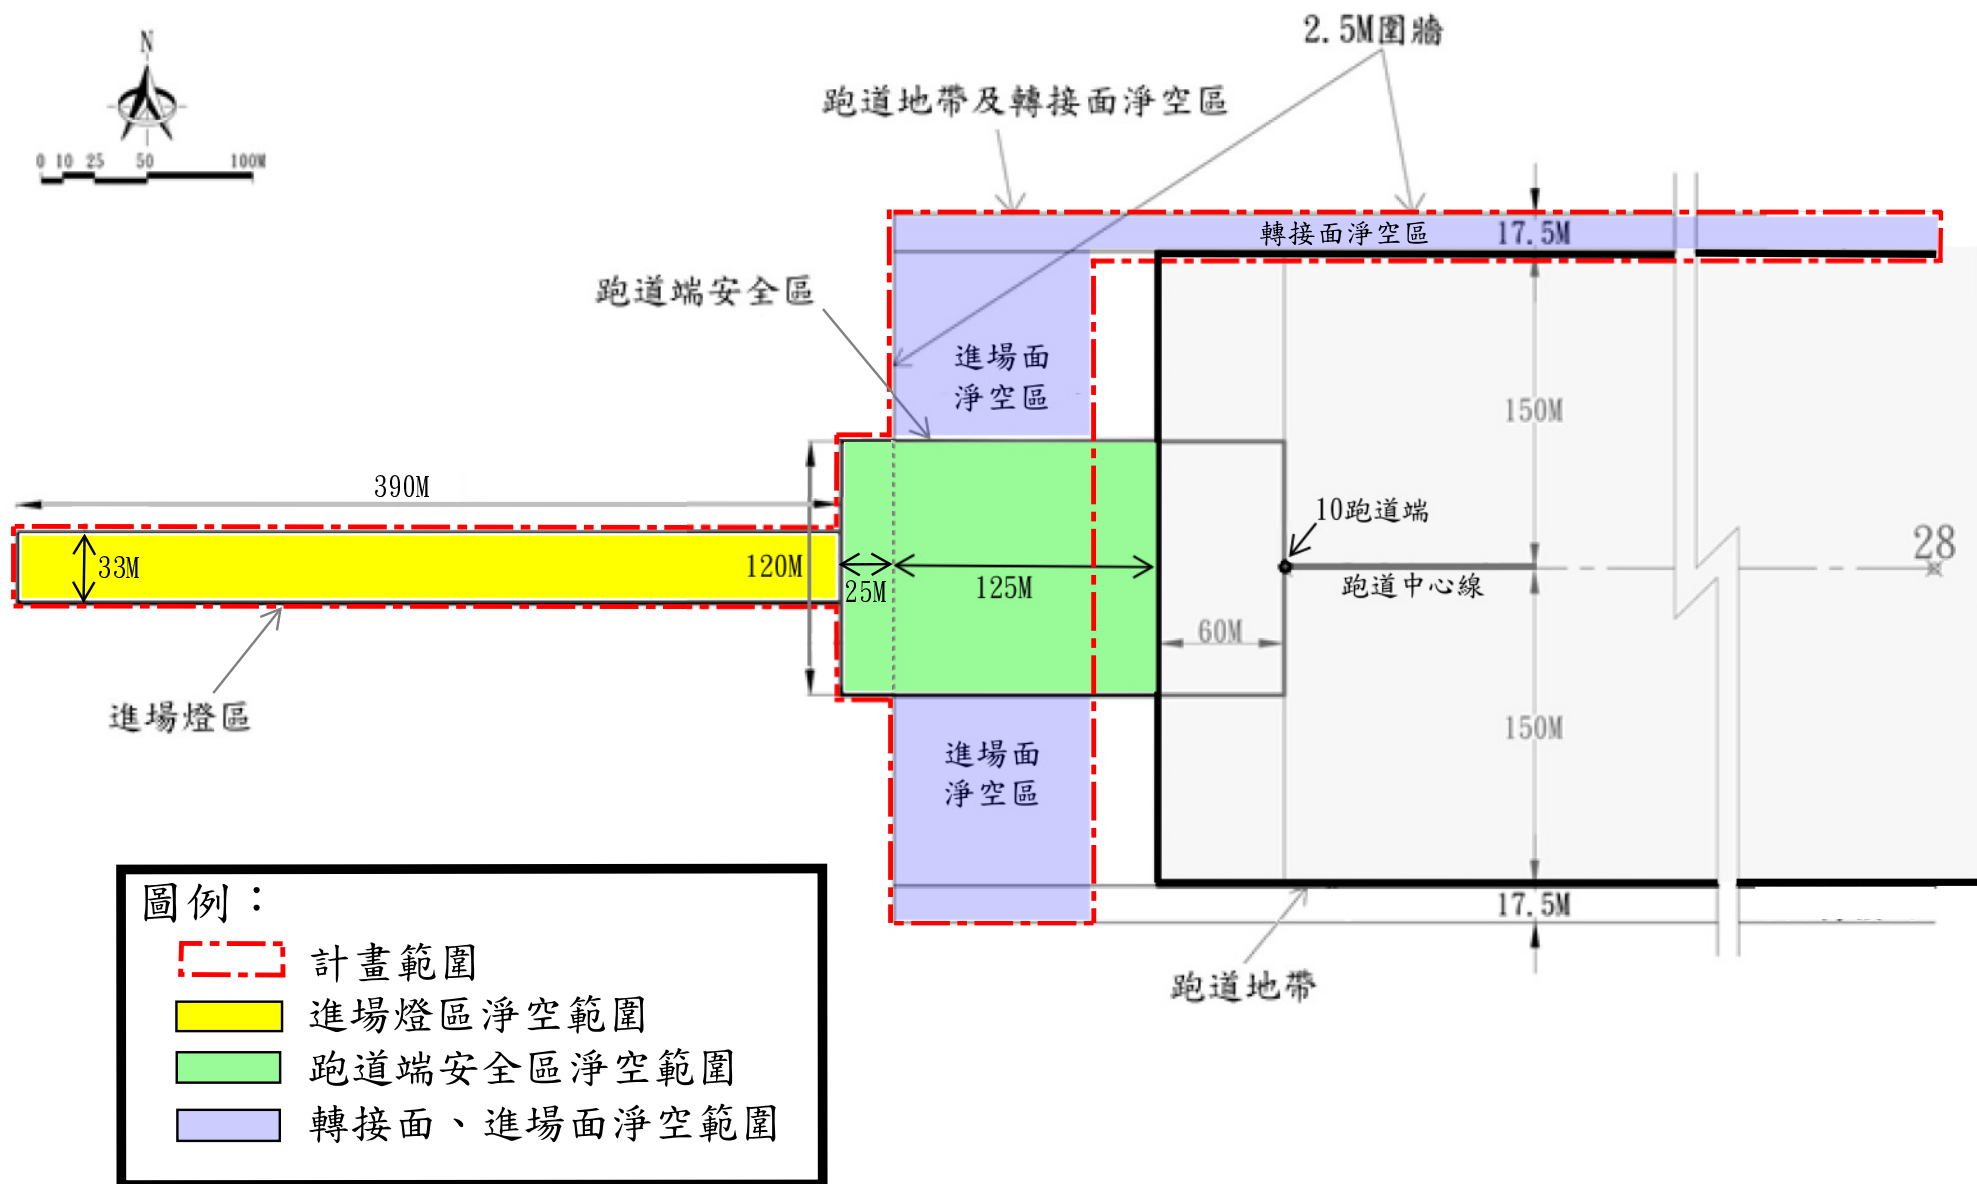 2.5M圍牆
N
跑道地帶及轉接面淨空區
0 10 25 50 100M
轉接面淨空區 17.5M
跑道端安全區
進場面
淨空區
150M
390M
10跑道端
28
33M
120M
25M
125M
跑道中心線
60M
進場燈區
進場面
淨空區
150M
17.5M
跑道地帶
圖例：
計畫範圍
進場燈區淨空範圍
跑道端安全區淨空範圍
轉接面、進場面淨空範圍